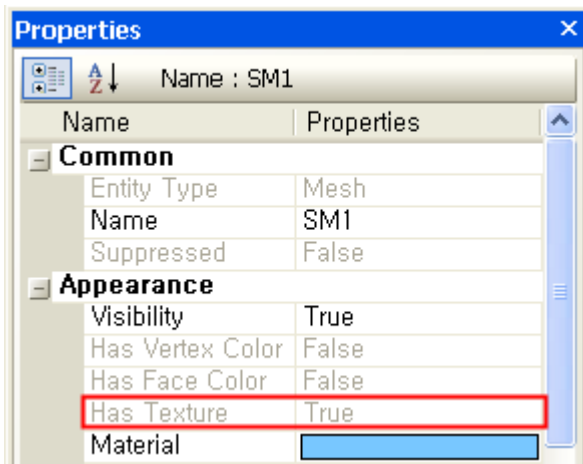 Properties
Name : SM1
Name Properties
Common
Entity Type Mesh
Name SM1
Suppressed False
Appearance
Visibility True
Has Vertex Color False
Has Face Color False
Has Texture True
Material